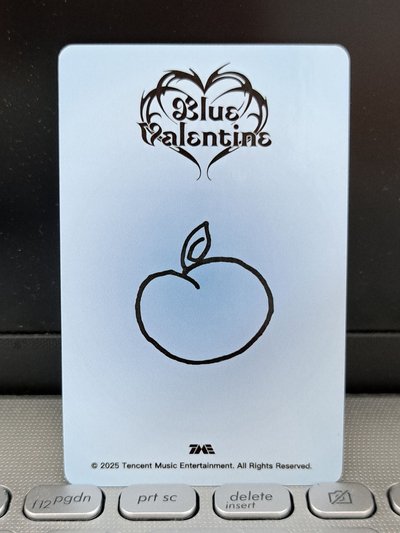 Blue
Valentine
TME
© 2025 Tencent Music Entertainment. All Rights Reserved.
f12 pgdn
prt sc
delete
insert